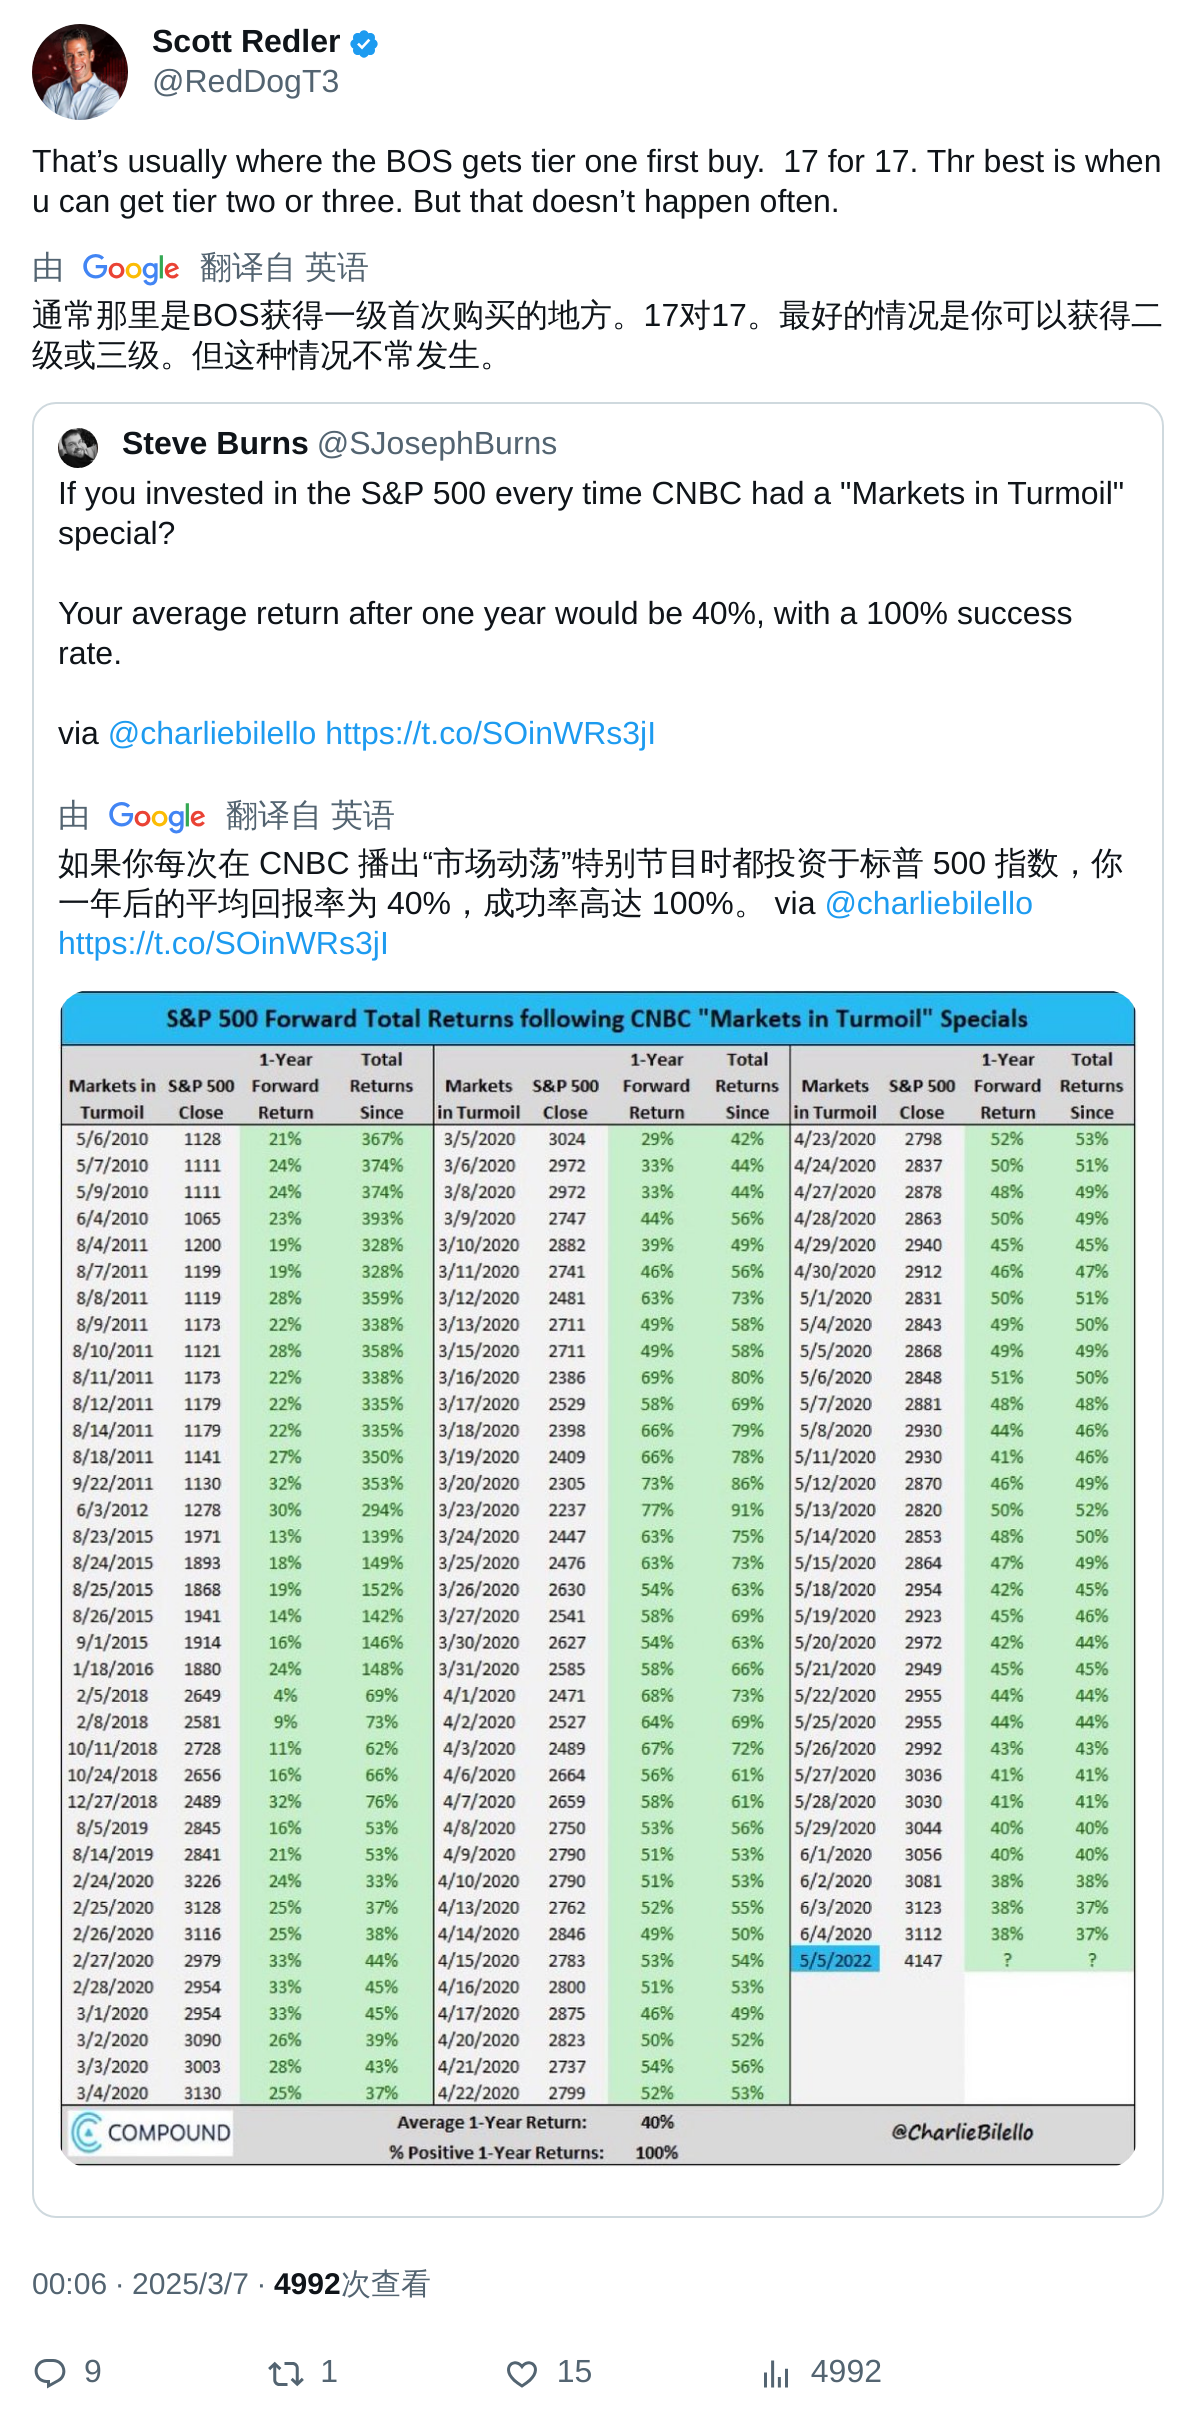 Scott Redler
@RedDogT3
That’s usually where the BOS gets tier one first buy.  17 for 17. Thr best is when
u can get tier two or three. But that doesn’t happen often.
由 Google 翻译自 英语
通常那里是BOS获得一级首次购买的地方。17对17。最好的情况是你可以获得二
级或三级。但这种情况不常发生。
Steve Burns @SJosephBurns
If you invested in the S&P 500 every time CNBC had a "Markets in Turmoil"
special?
Your average return after one year would be 40%, with a 100% success
rate.
via @charliebilello https://t.co/SOinWRs3jI
由 Google 翻译自 英语
如果你每次在 CNBC 播出“市场动荡”特别节目时都投资于标普 500 指数，你
一年后的平均回报率为 40%，成功率高达 100%。 via @charliebilello
https://t.co/SOinWRs3jI
S&P 500 Forward Total Returns following CNBC "Markets in Turmoil" Specials
1-Year Total 1-Year Total 1-Year Total
Markets in S&P 500 Forward Returns Markets S&P 500 Forward Returns Markets S&P 500 Forward Returns
Turmoil Close Return Since in Turmoil Close Return Since in Turmoil Close Return Since
5/6/2010 1128 21% 367% 3/5/2020 3024 29% 42% 4/23/2020 2798 52% 53%
5/7/2010 1111 24% 374% 3/6/2020 2972 33% 44% 4/24/2020 2837 50% 51%
5/9/2010 1111 24% 374% 3/8/2020 2972 33% 44% 4/27/2020 2878 48% 49%
6/4/2010 1065 23% 393% 3/9/2020 2747 44% 56% 4/28/2020 2863 50% 49%
8/4/2011 1200 19% 328% 3/10/2020 2882 39% 49% 4/29/2020 2940 45% 45%
8/7/2011 1199 19% 328% 3/11/2020 2741 46% 56% 4/30/2020 2912 46% 47%
8/8/2011 1119 28% 359% 3/12/2020 2481 63% 73% 5/1/2020 2831 50% 51%
8/9/2011 1173 22% 338% 3/13/2020 2711 49% 58% 5/4/2020 2843 49% 50%
8/10/2011 1121 28% 358% 3/15/2020 2711 49% 58% 5/5/2020 2868 49% 49%
8/11/2011 1173 22% 338% 3/16/2020 2386 69% 80% 5/6/2020 2848 51% 50%
8/12/2011 1179 22% 335% 3/17/2020 2529 58% 69% 5/7/2020 2881 48% 48%
8/14/2011 1179 22% 335% 3/18/2020 2398 66% 79% 5/8/2020 2930 44% 46%
8/18/2011 1141 27% 350% 3/19/2020 2409 66% 78% 5/11/2020 2930 41% 46%
9/22/2011 1130 32% 353% 3/20/2020 2305 73% 86% 5/12/2020 2870 46% 49%
6/3/2012 1278 30% 294% 3/23/2020 2237 77% 91% 5/13/2020 2820 50% 52%
8/23/2015 1971 13% 139% 3/24/2020 2447 63% 75% 5/14/2020 2853 48% 50%
8/24/2015 1893 18% 149% 3/25/2020 2476 63% 73% 5/15/2020 2864 47% 49%
8/25/2015 1868 19% 152% 3/26/2020 2630 54% 63% 5/18/2020 2954 42% 45%
8/26/2015 1941 14% 142% 3/27/2020 2541 58% 69% 5/19/2020 2923 45% 46%
9/1/2015 1914 16% 146% 3/30/2020 2627 54% 63% 5/20/2020 2972 42% 44%
1/18/2016 1880 24% 148% 3/31/2020 2585 58% 66% 5/21/2020 2949 45% 45%
2/5/2018 2649 4% 69% 4/1/2020 2471 68% 73% 5/22/2020 2955 44% 44%
2/8/2018 2581 9% 73% 4/2/2020 2527 64% 69% 5/25/2020 2955 44% 44%
10/11/2018 2728 11% 62% 4/3/2020 2489 67% 72% 5/26/2020 2992 43% 43%
10/24/2018 2656 16% 66% 4/6/2020 2664 56% 61% 5/27/2020 3036 41% 41%
12/27/2018 2489 32% 76% 4/7/2020 2659 58% 61% 5/28/2020 3030 41% 41%
8/5/2019 2845 16% 53% 4/8/2020 2750 53% 56% 5/29/2020 3044 40% 40%
8/14/2019 2841 21% 53% 4/9/2020 2790 51% 53% 6/1/2020 3056 40% 40%
2/24/2020 3226 24% 33% 4/10/2020 2790 51% 53% 6/2/2020 3081 38% 38%
2/25/2020 3128 25% 37% 4/13/2020 2762 52% 55% 6/3/2020 3123 38% 37%
2/26/2020 3116 25% 38% 4/14/2020 2846 49% 50% 6/4/2020 3112 38% 37%
2/27/2020 2979 33% 44% 4/15/2020 2783 53% 54% 5/5/2022 4147 ? ?
2/28/2020 2954 33% 45% 4/16/2020 2800 51% 53%
3/1/2020 2954 33% 45% 4/17/2020 2875 46% 49%
3/2/2020 3090 26% 39% 4/20/2020 2823 50% 52%
3/3/2020 3003 28% 43% 4/21/2020 2737 54% 56%
3/4/2020 3130 25% 37% 4/22/2020 2799 52% 53%
COMPOUND Average 1-Year Return: 40% @CharlieBilello
% Positive 1-Year Returns: 100%
00:06 · 2025/3/7 · 4992次查看
9 1 15 4992